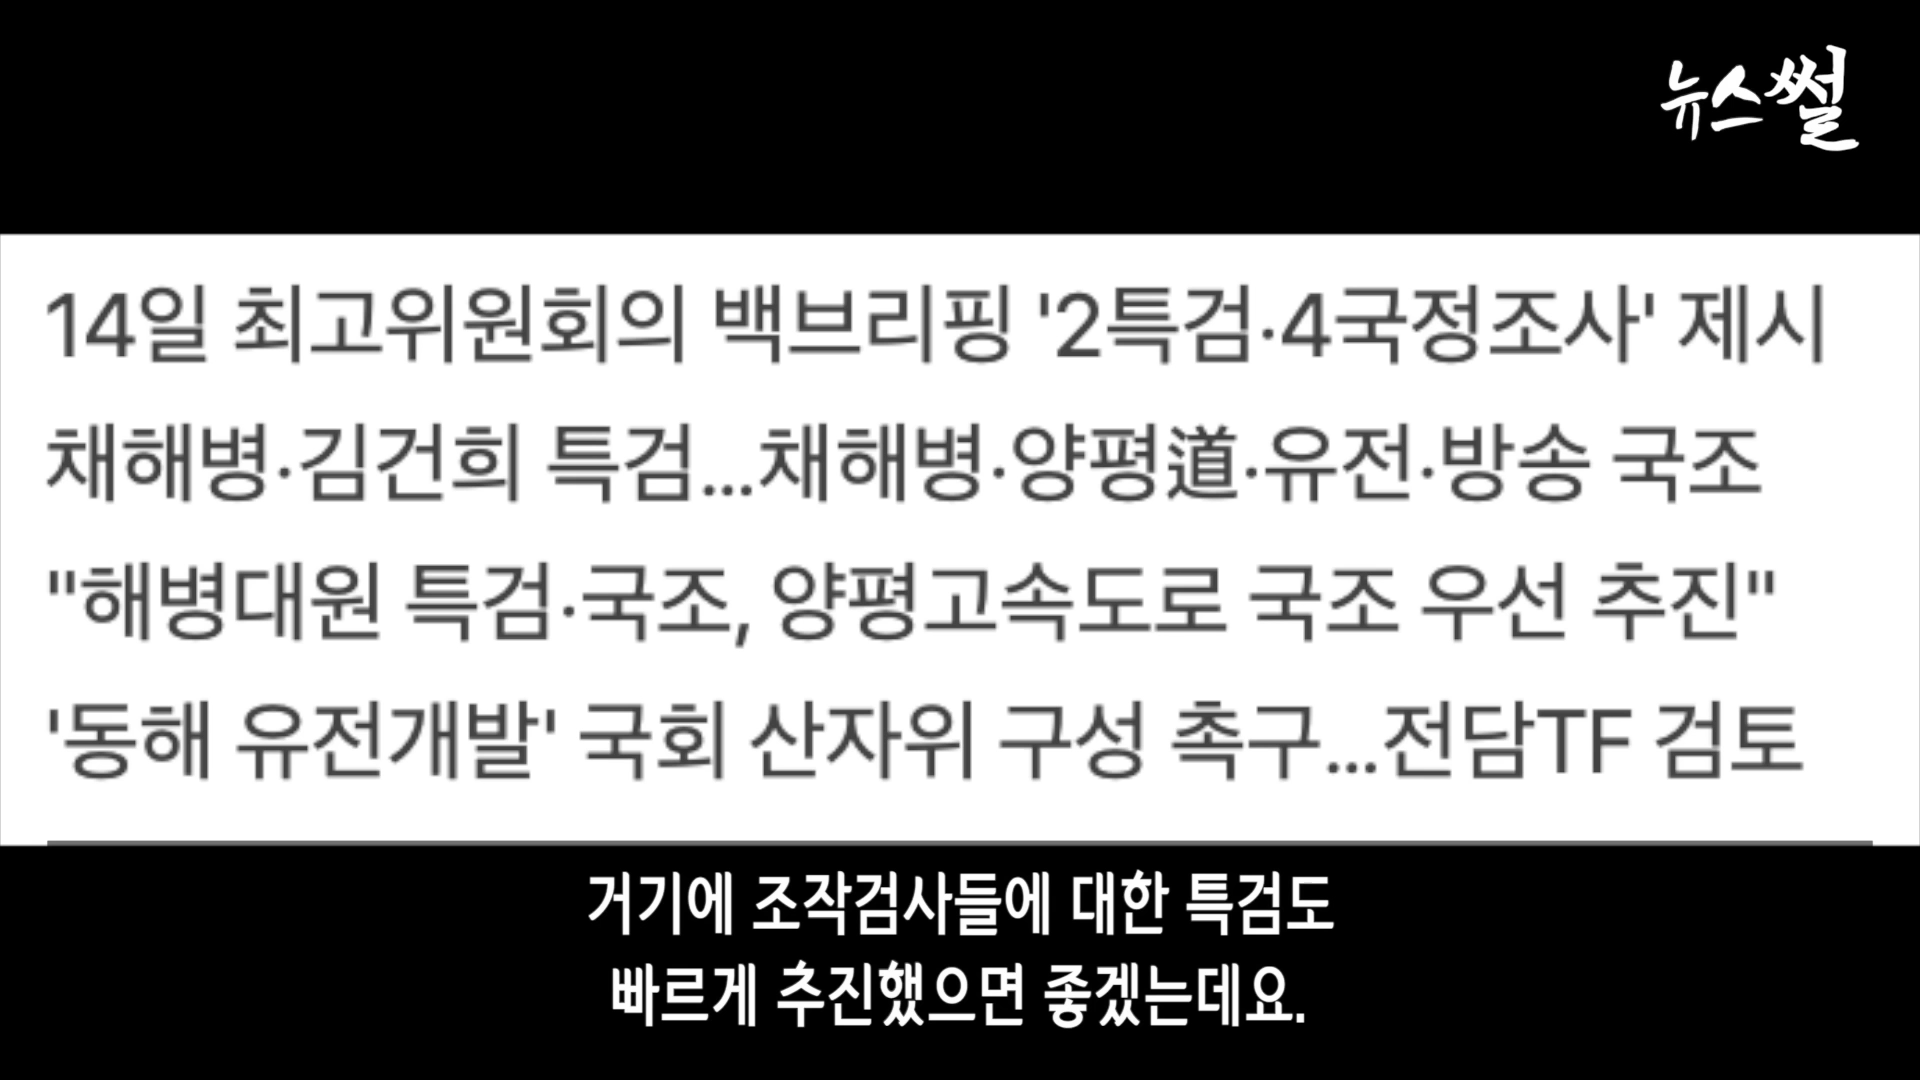 뉴스썰
14일 최고위원회의 백브리핑 '2특검·4국정조사' 제시
채해병·김건희 특검...채해병·양평道·유전·방송 국조
"해병대원 특검·국조, 양평고속도로 국조 우선 추진"
'동해 유전개발' 국회 산자위 구성 촉구...전담TF 검토
거기에 조작검사들에 대한 특검도
빠르게 추진했으면 좋겠는데요.